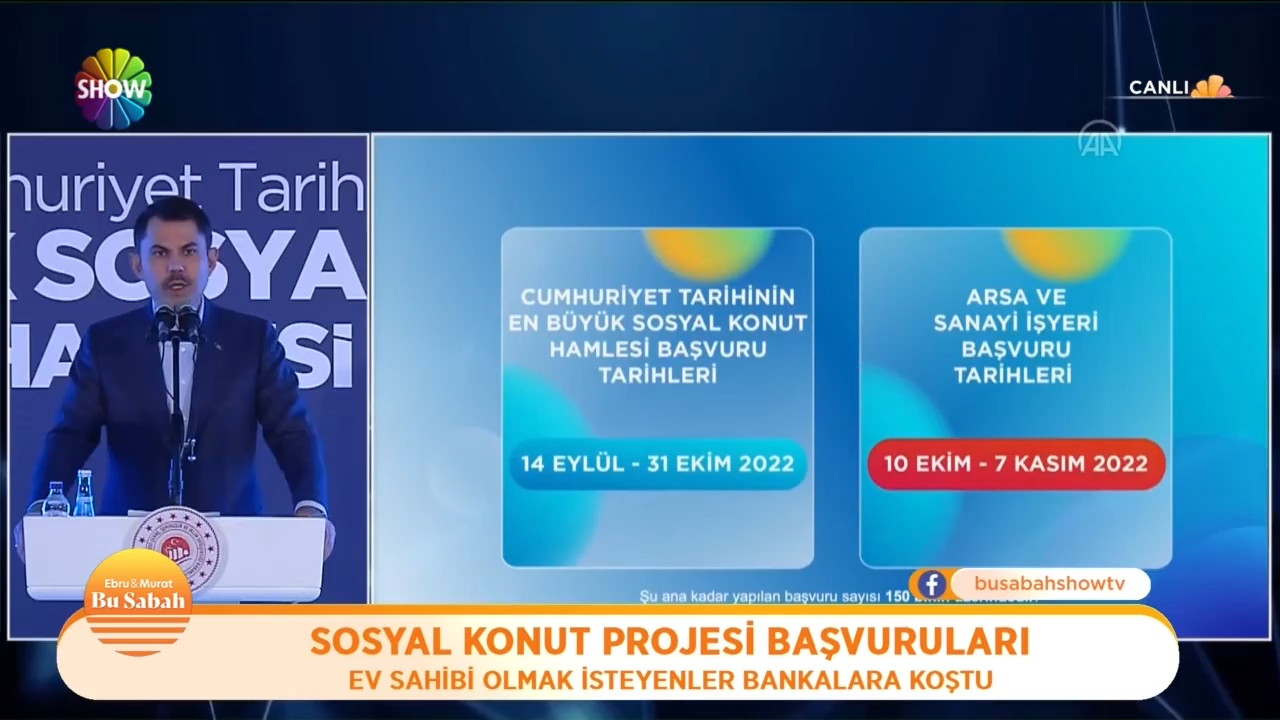 SHOW
CANLI
AA
huriyet Tarih
SOSYA
CUMHURİYET TARİHİNİN
EN BÜYÜK SOSYAL KONUT
HAMLESİ BAŞVURU
TARİHLERİ
14 EYLÜL - 31 EKİM 2022
ARSA VE
SANAYİ İŞYERİ
BAŞVURU
TARİHLERİ
10 EKİM - 7 KASIM 2022
busabahshowtv
Şu ana kadar yapılan başvuru sayısı 150
Ebru & Murat
Bu Sabah
SOSYAL KONUT PROJESİ BAŞVURULARI
EV SAHİBİ OLMAK İSTEYENLER BANKALARA KOŞTU